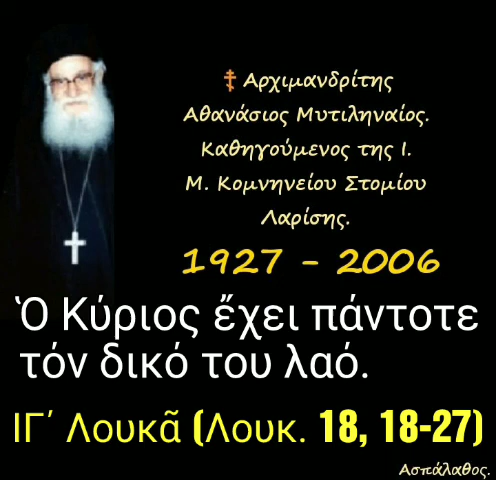 ‡ Αρχιμανδρίτης
Αθανάσιος Μυτιληναίος.
Καθηγούμενος της Ι.
Μ. Κομνηνείου Στομίου
Λαρίσης.
1927 - 2006
Ὁ Κύριος ἔχει πάντοτε
τόν δικό του λαό.
ΙΓ΄ Λουκᾶ (Λουκ. 18, 18-27)
Ασπάλαθος.